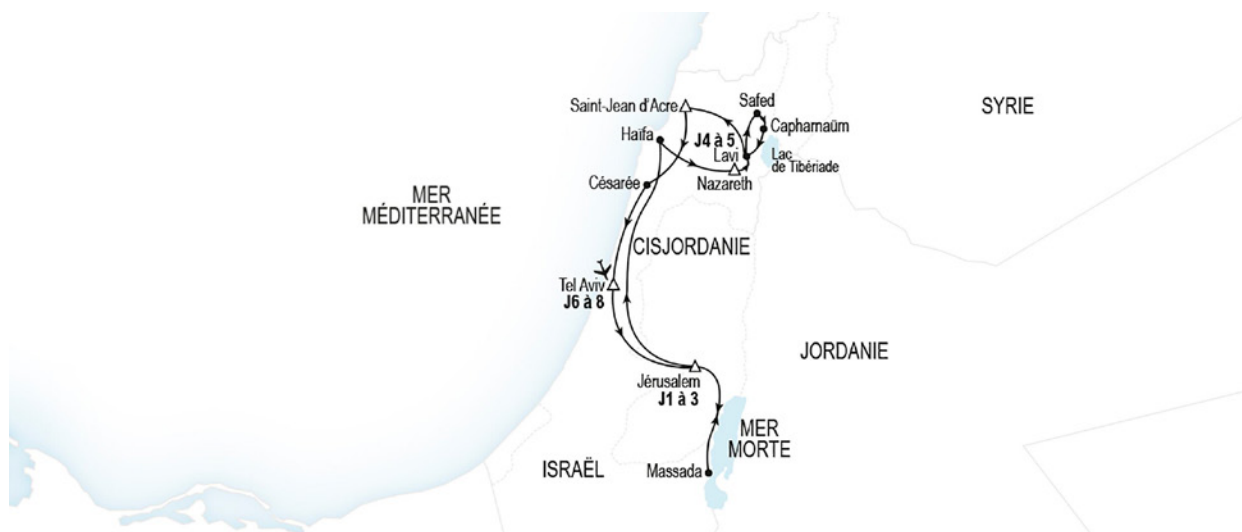 Saint-Jean d'Acre
Safed
SYRIE
Haïfa
J4 à 5
Capharnaüm
Lavi
Lac
de Tibériade
Nazareth
Césarée
MER
MÉDITERRANÉE
CISJORDANIE
Tel Aviv
J6 à 8
JORDANIE
Jérusalem
J1 à 3
MER
MORTE
ISRAËL
Massada